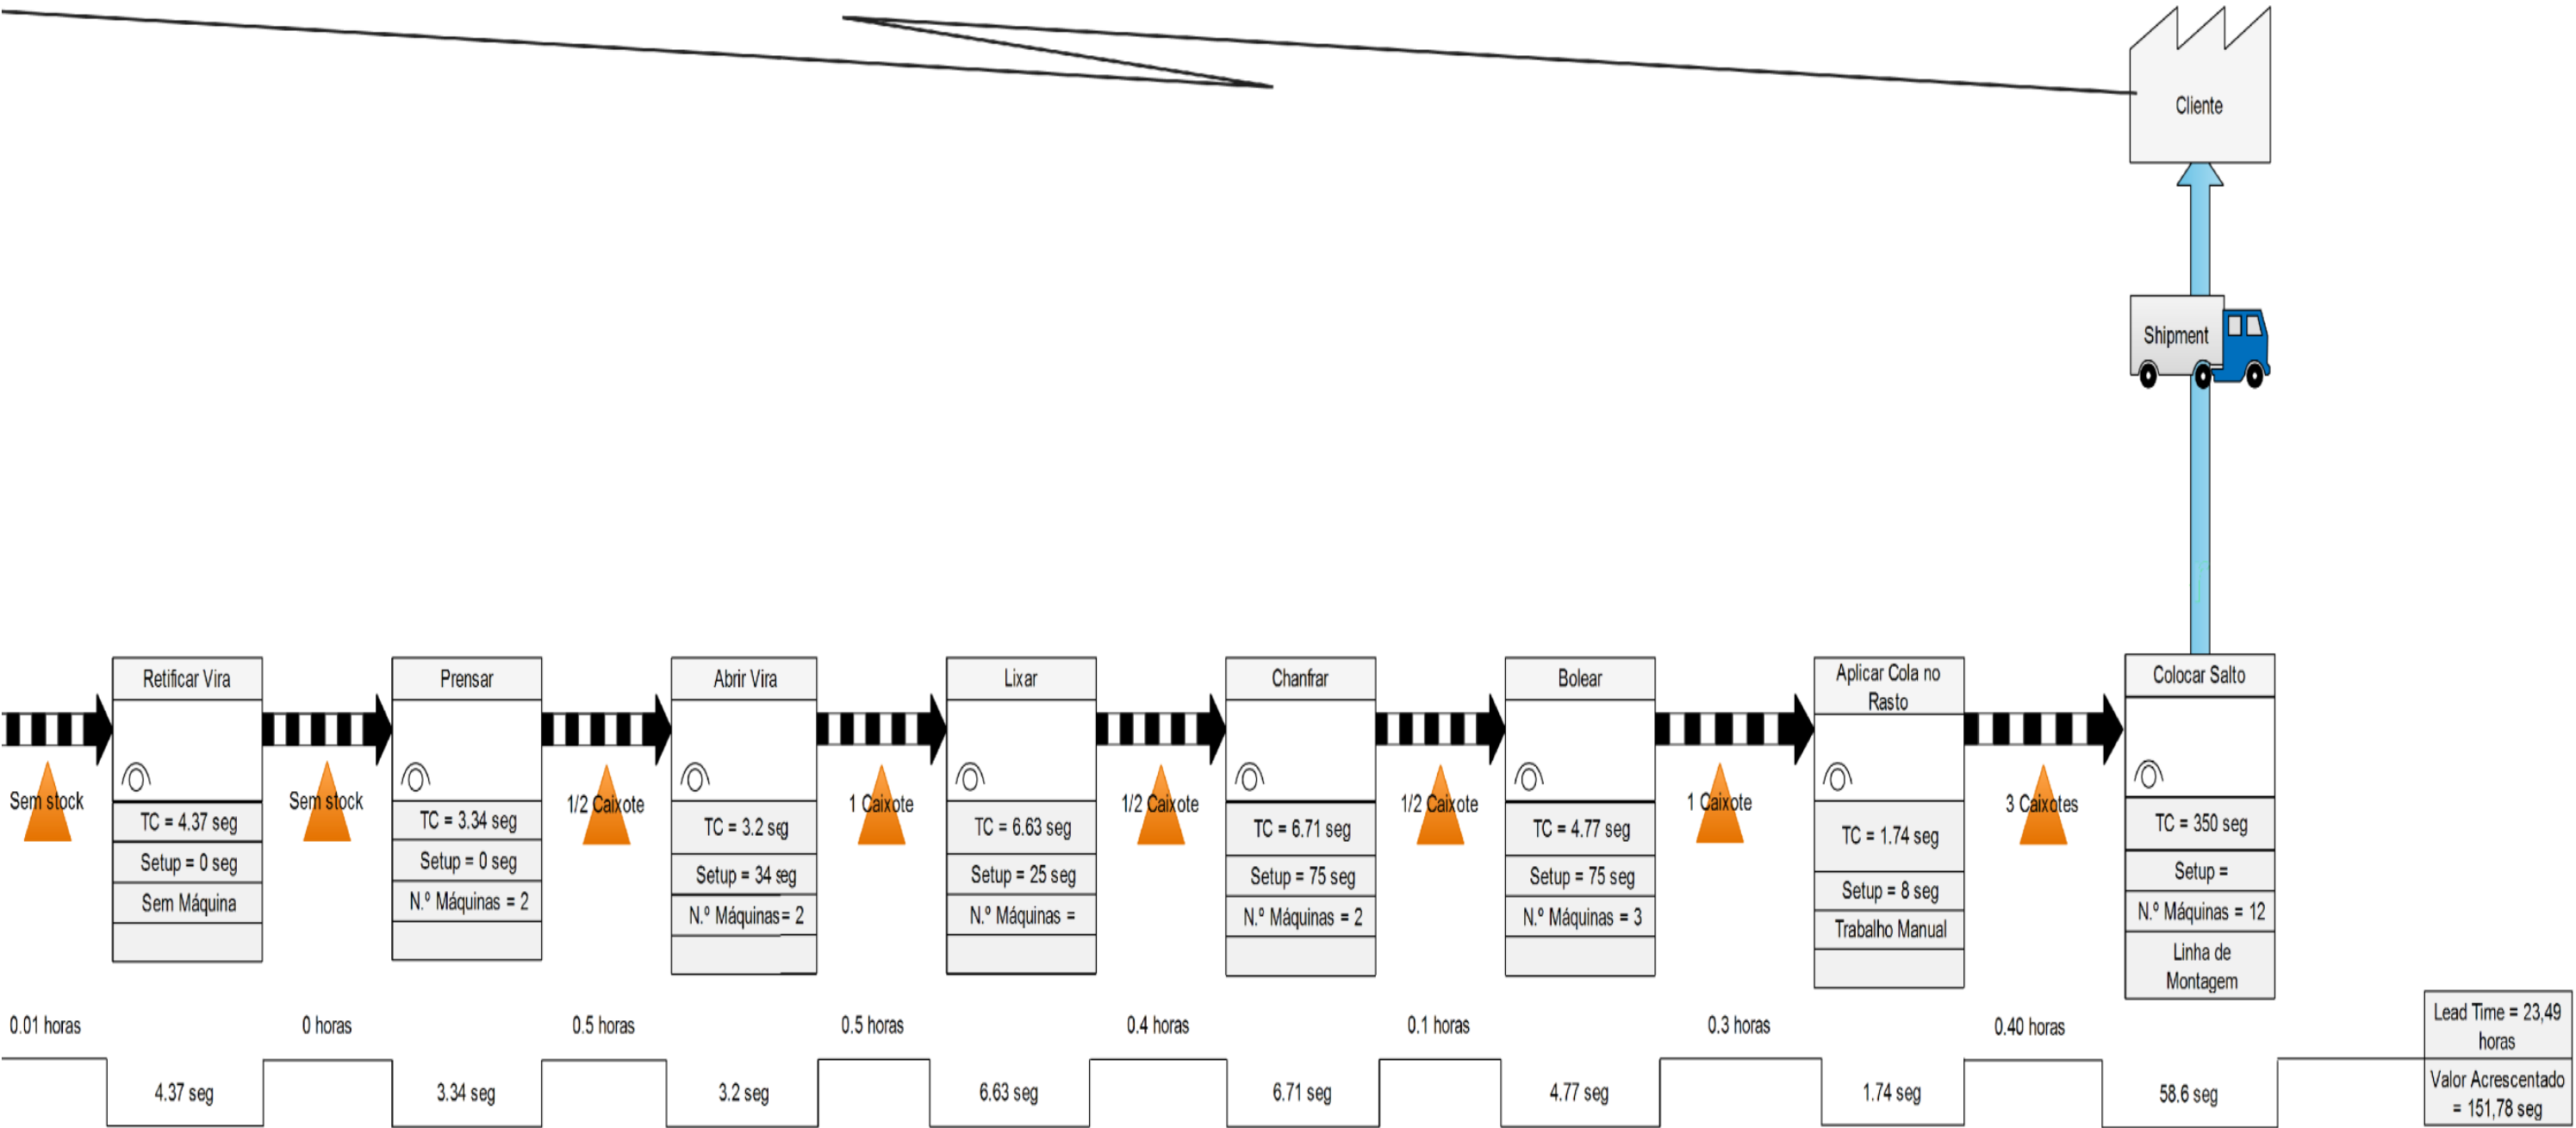 Cliente
Shipment
Retificar Vira
Prensar
Abrir Vira
Lixar
Chanfrar
Bolear
Aplicar Cola no
Rasto
Colocar Salto
Sem stock
Sem stock
1/2 Caixote
1 Caixote
1/2 Caixote
1/2 Caixote
1 Caixote
3 Caixotes
TC = 4.37 seg
Setup = 0 seg
Sem Máquina
TC = 3.34 seg
Setup = 0 seg
N.º Máquinas = 2
TC = 3.2 seg
Setup = 34 seg
N.º Máquinas = 2
TC = 6.63 seg
Setup = 25 seg
N.º Máquinas =
TC = 6.71 seg
Setup = 75 seg
N.º Máquinas = 2
TC = 4.77 seg
Setup = 75 seg
N.º Máquinas = 3
TC = 1.74 seg
Setup = 8 seg
Trabalho Manual
TC = 350 seg
Setup =
N.º Máquinas = 12
Linha de
Montagem
0.01 horas
0 horas
0.5 horas
0.5 horas
0.4 horas
0.1 horas
0.3 horas
0.40 horas
4.37 seg
3.34 seg
3.2 seg
6.63 seg
6.71 seg
4.77 seg
1.74 seg
58.6 seg
Lead Time = 23,49
horas
Valor Acrescentado
= 151,78 seg